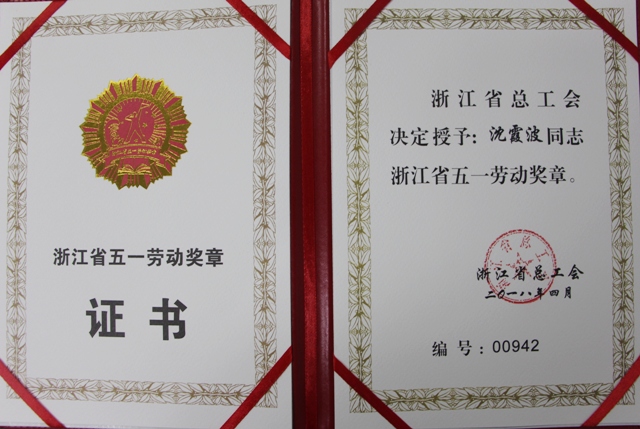 浙江省五一劳动奖章
证书
浙江省总工会
决定授予:沈霞波同志
浙江省五一劳动奖章。
浙江省总工会
二〇一八年四月
编号:00942